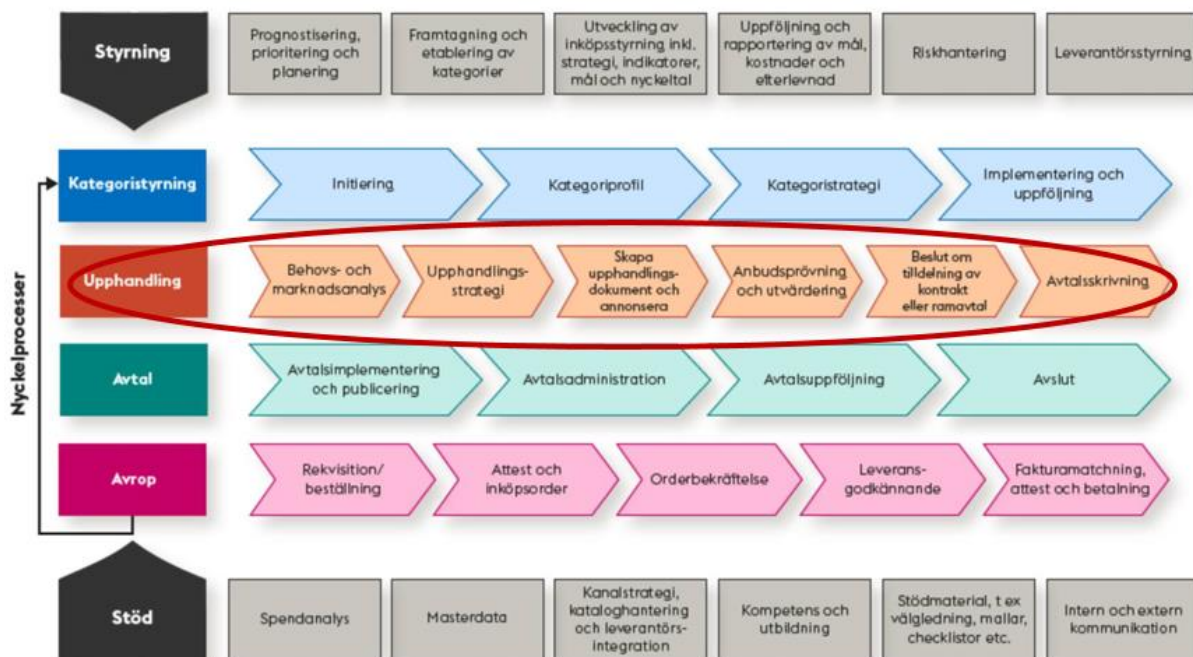 Styrning
Prognostisering,
prioritering och
planering
Framtagning och
etablering av
kategorier
Utveckling av
inköpsstyrning inkl.
strategi, indikatorer,
mål och nyckeltal
Uppföljning och
rapportering av mål,
kostnader och
efterlevnad
Riskhantering
Leverantörsstyrning
Nyckelprocesser
Kategoristyrning
Initiering
Kategoriprofil
Kategoristrategi
Implementering och
uppföljning
Upphandling
Behovs- och
marknadsanalys
Upphandlings-
strategi
Skapa
upphandlings-
dokument och
annonsera
Anbudsprövning
och utvärdering
Beslut om
tilldelning av
kontrakt
eller ramavtal
Avtalsskrivning
Avtal
Avtalsimplementering
och publicering
Avtalsadministration
Avtalsuppföljning
Avslut
Avrop
Rekvisition/
beställning
Attest och
inköpsorder
Orderbekräftelse
Leverans-
godkännande
Fakturamatchning,
attest och betalning
Stöd
Spendanalys
Masterdata
Kanalstrategi,
kataloghantering
och leverantörs-
integration
Kompetens och
utbildning
Stödmaterial, t ex
välgledning, mallar,
checklistor etc.
Intern och extern
kommunikation